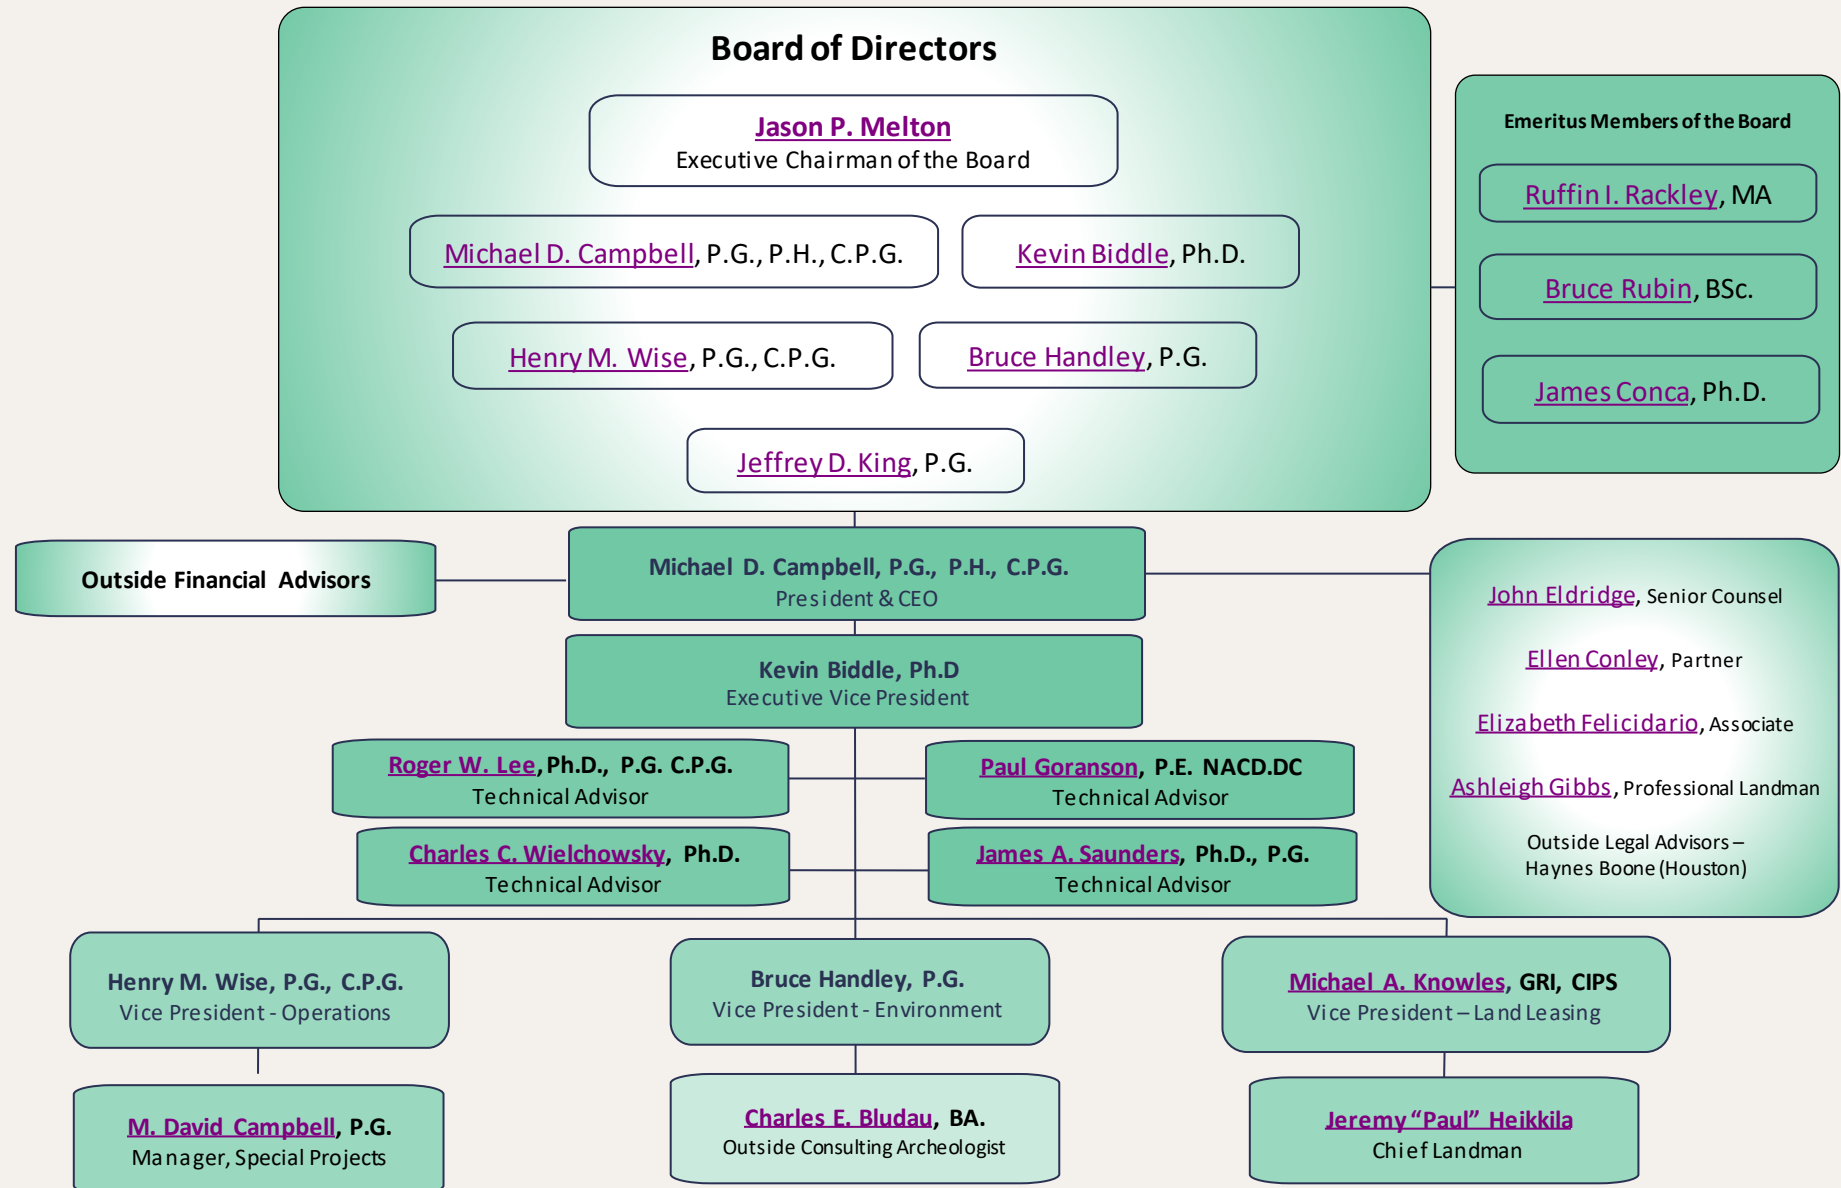 Board of Directors
Jason P. Melton
Executive Chairman of the Board
Michael D. Campbell, P.G., P.H., C.P.G.
Kevin Biddle, Ph.D.
Henry M. Wise, P.G., C.P.G.
Bruce Handley, P.G.
Jeffrey D. King, P.G.
Emeritus Members of the Board
Ruffin I. Rackley, MA
Bruce Rubin, BSc.
James Conca, Ph.D.
Outside Financial Advisors
Michael D. Campbell, P.G., P.H., C.P.G.
President & CEO
Kevin Biddle, Ph.D
Executive Vice President
John Eldridge, Senior Counsel
Ellen Conley, Partner
Elizabeth Felicidario, Associate
Ashleigh Gibbs, Professional Landman
Outside Legal Advisors –
Haynes Boone (Houston)
Roger W. Lee, Ph.D., P.G. C.P.G.
Technical Advisor
Paul Goranson, P.E. NACD.DC
Technical Advisor
Charles C. Wielchowsky, Ph.D.
Technical Advisor
James A. Saunders, Ph.D., P.G.
Technical Advisor
Henry M. Wise, P.G., C.P.G.
Vice President - Operations
Bruce Handley, P.G.
Vice President - Environment
Michael A. Knowles, GRI, CIPS
Vice President – Land Leasing
M. David Campbell, P.G.
Manager, Special Projects
Charles E. Bludau, BA.
Outside Consulting Archeologist
Jeremy “Paul” Heikkila
Chief Landman